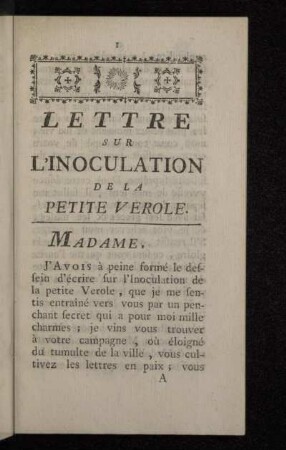 1
LETTRE
SUR
L'INOCULATION
DE LA
PETITE VEROLE.
MADAME,
J'AVOIS à peine formé le des-
sein d'écrire sur l'Inoculation de
la petite Verole, que je me sen-
tis entraîné vers vous par un pen-
chant secret qui a pour moi mille
charmes; je vins vous trouver
à votre campagne, où éloigné
du tumulte de la ville, vous cul-
tivez les lettres en paix; vous
A